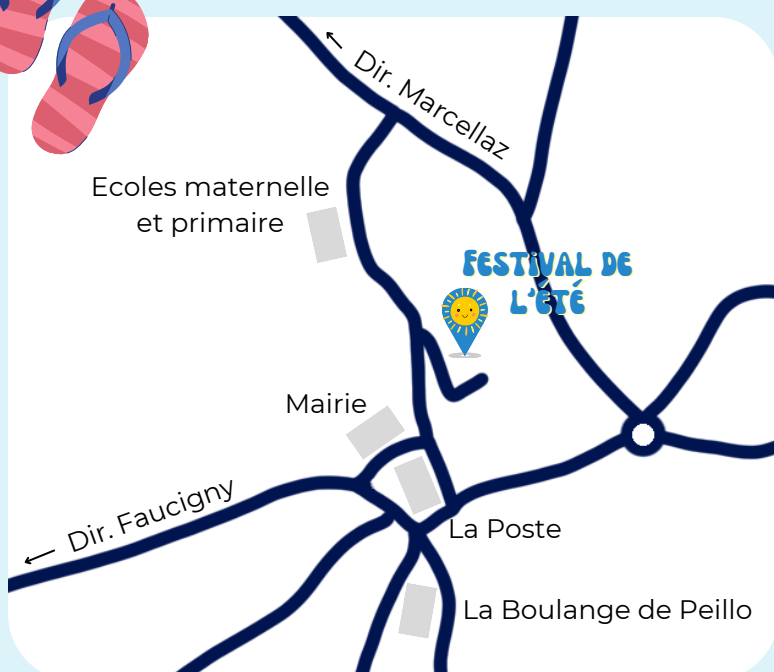 Dir. Marcellaz
Ecoles maternelle
et primaire
FESTIVAL DE
L'ÉTÉ
Mairie
Dir. Faucigny
La Poste
La Boulange de Peillo